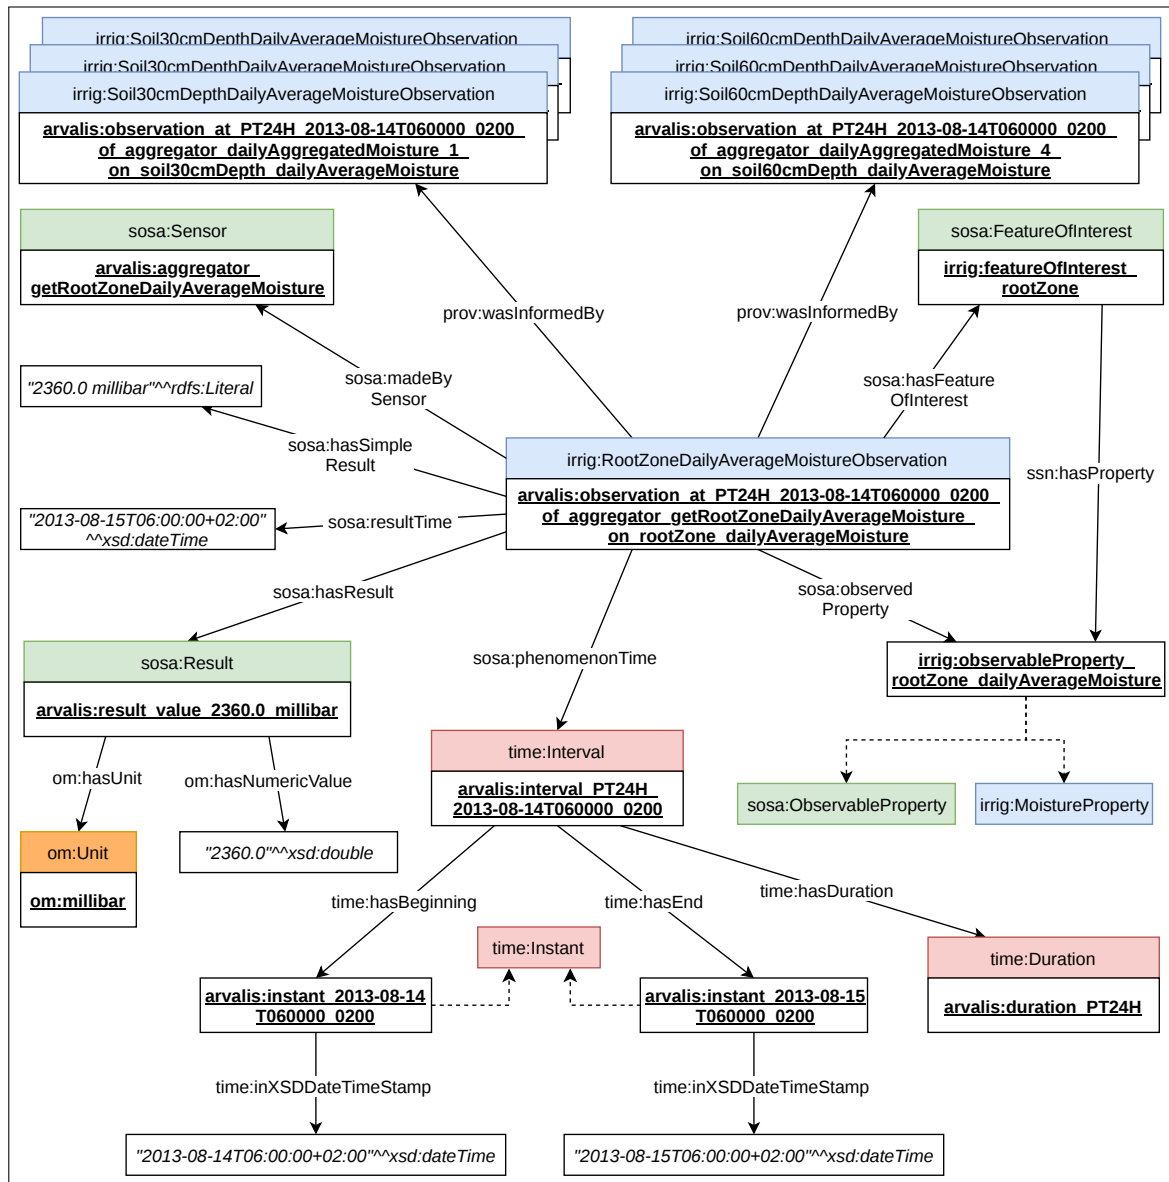 irrig:Soil30cmDepthDailyAverageMoistureObservation
irrig:Soil30cmDepthDailyAverageMoistureObservation
irrig:Soil30cmDepthDailyAverageMoistureObservation
arvalis:observation_at_PT24H_2013-08-14T060000_0200_
of_aggregator_dailyAggregatedMoisture_1_
on_soil30cmDepth_dailyAverageMoisture
irrig:Soil60cmDepthDailyAverageMoistureObservation
irrig:Soil60cmDepthDailyAverageMoistureObservation
irrig:Soil60cmDepthDailyAverageMoistureObservation
arvalis:observation_at_PT24H_2013-08-14T060000_0200_
of_aggregator_dailyAggregatedMoisture_4_
on_soil60cmDepth_dailyAverageMoisture
sosa:Sensor
arvalis:aggregator_
getRootZoneDailyAverageMoisture
sosa:FeatureOfInterest
irrig:featureOfInterest_
rootZone
prov:wasInformedBy
prov:wasInformedBy
sosa:madeBy
Sensor
sosa:hasFeature
OfInterest
"2360.0 millibar"^^rdfs:Literal
sosa:hasSimple
Result
irrig:RootZoneDailyAverageMoistureObservation
arvalis:observation_at_PT24H_2013-08-14T060000_0200_
of_aggregator_getRootZoneDailyAverageMoisture_
on_rootZone_dailyAverageMoisture
ssn:hasProperty
"2013-08-15T06:00:00+02:00"
^^xsd:dateTime
sosa:resultTime
sosa:hasResult
sosa:observed
Property
sosa:Result
arvalis:result_value_2360.0_millibar
sosa:phenomenonTime
irrig:observableProperty_
rootZone_dailyAverageMoisture
om:hasUnit
om:hasNumericValue
time:Interval
arvalis:interval_PT24H_
2013-08-14T060000_0200
sosa:ObservableProperty
irrig:MoistureProperty
om:Unit
om:millibar
"2360.0"^^xsd:double
time:hasBeginning
time:hasEnd
time:hasDuration
time:Instant
time:Duration
arvalis:duration_PT24H
arvalis:instant_2013-08-14
T060000_0200
arvalis:instant_2013-08-15
T060000_0200
time:inXSDDateTimeStamp
time:inXSDDateTimeStamp
"2013-08-14T06:00:00+02:00"^^xsd:dateTime
"2013-08-15T06:00:00+02:00"^^xsd:dateTime